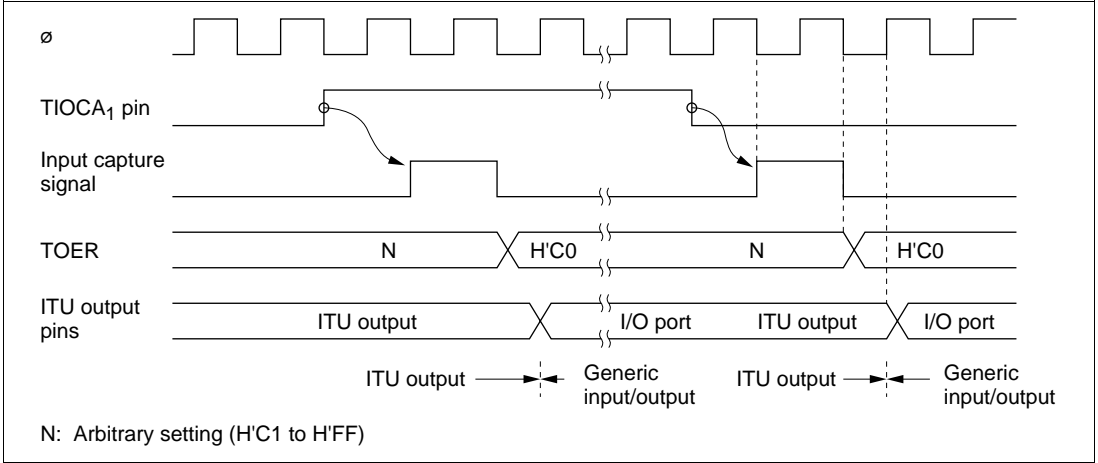 ø
TIOCA1 pin
Input capture
signal
TOER
N
H'C0
N
H'C0
ITU output
pins
ITU output
I/O port
ITU output
I/O port
ITU output
Generic
input/output
ITU output
Generic
input/output
N: Arbitrary setting (H'C1 to H'FF)